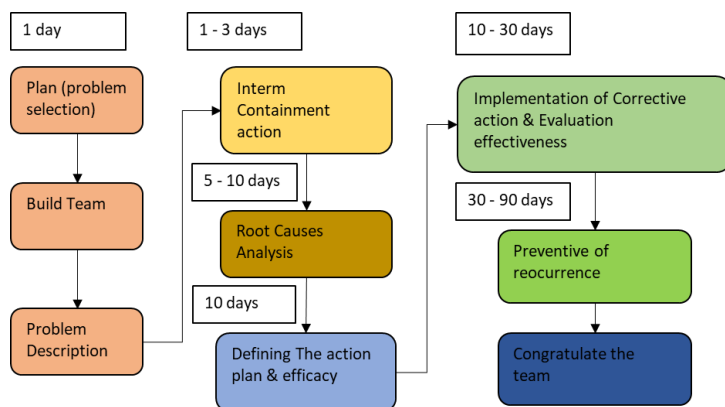 1 day
Plan (problem
selection)
Build Team
Problem
Description
1 - 3 days
Interm
Containment
action
5 - 10 days
Root Causes
Analysis
10 days
Defining The action
plan & efficacy
10 - 30 days
Implementation of Corrective
action & Evaluation
effectiveness
30 - 90 days
Preventive of
reocurrence
Congratulate the
team